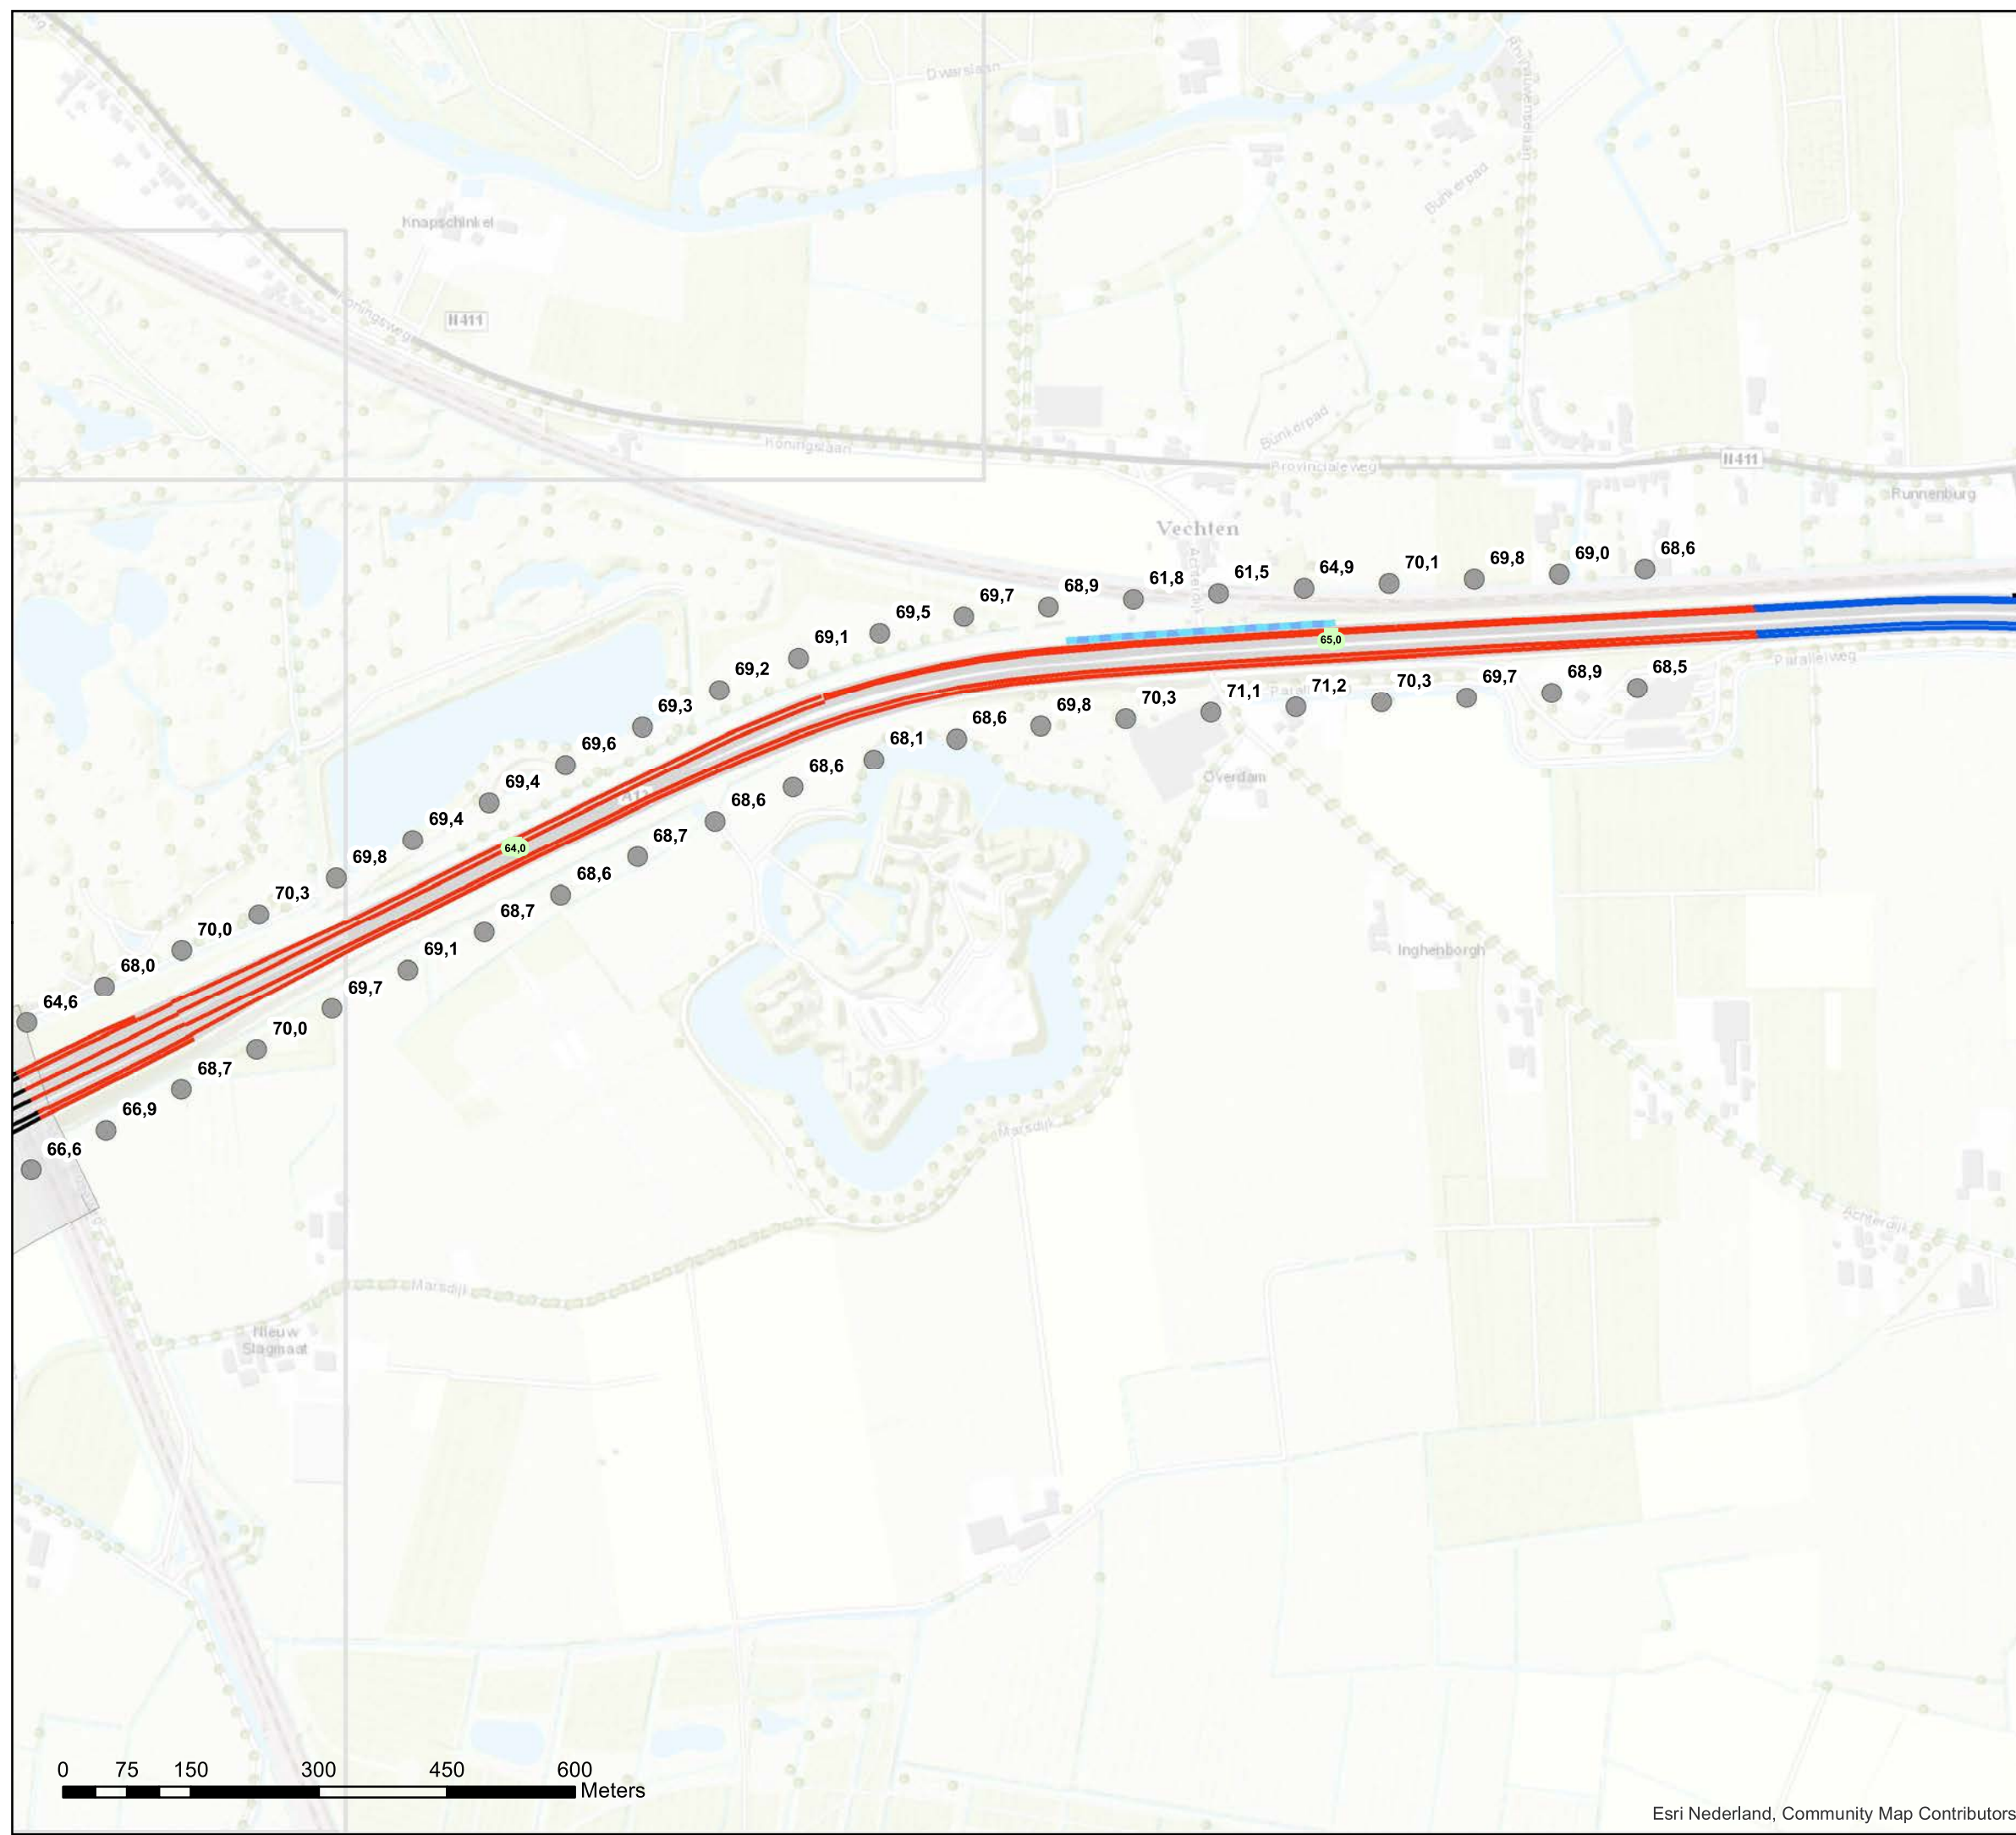 Dwarslaan
Bunkerpad
Knapschinkel
Koningsweg
N411
Koningslaan
Bunkerpad
Provincialeweg
N411
Runnenburg
Vechten
Achterdijk
68,6
69,0
69,8
70,1
64,9
61,5
61,8
68,9
69,7
69,5
69,1
69,2
69,3
69,6
69,4
69,4
69,8
70,3
70,0
68,0
64,6
65,0
64,0
Parallelweg
68,5
68,9
69,7
70,3
71,2
71,1
70,3
69,8
68,6
68,1
68,6
68,6
68,7
68,6
68,7
69,1
69,7
70,0
68,7
66,9
66,6
Overdam
Inghenborgh
Marsdijk
Achterdijk
Marsdijk
Nieuw
Slagmaat
0 75 150 300 450 600
Meters
Esri Nederland, Community Map Contributors